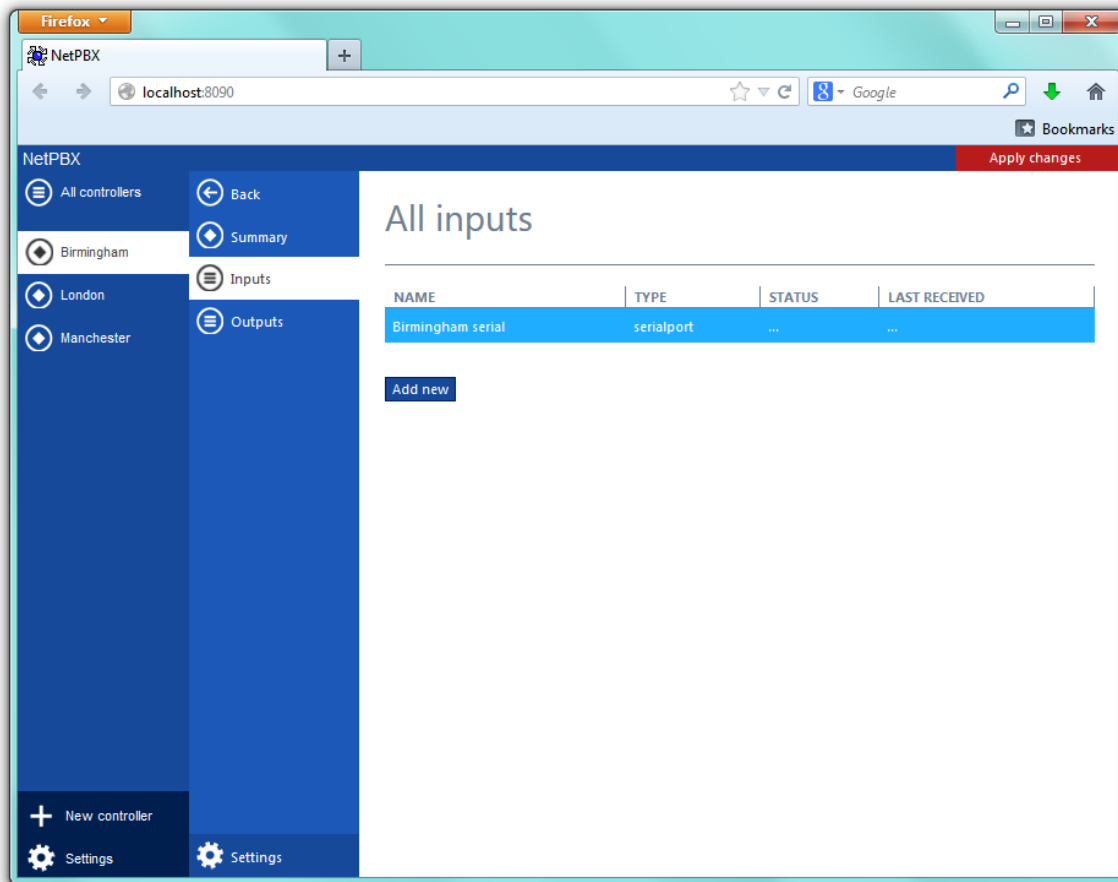 Firefox
NetPBX
localhost:8090
Google
Bookmarks
NetPBX
Apply changes
All controllers
Birmingham
London
Manchester
New controller
Settings
Back
Summary
Inputs
Outputs
Settings
All inputs
NAME TYPE STATUS LAST RECEIVED
Birmingham serial serialport ... ...
Add new